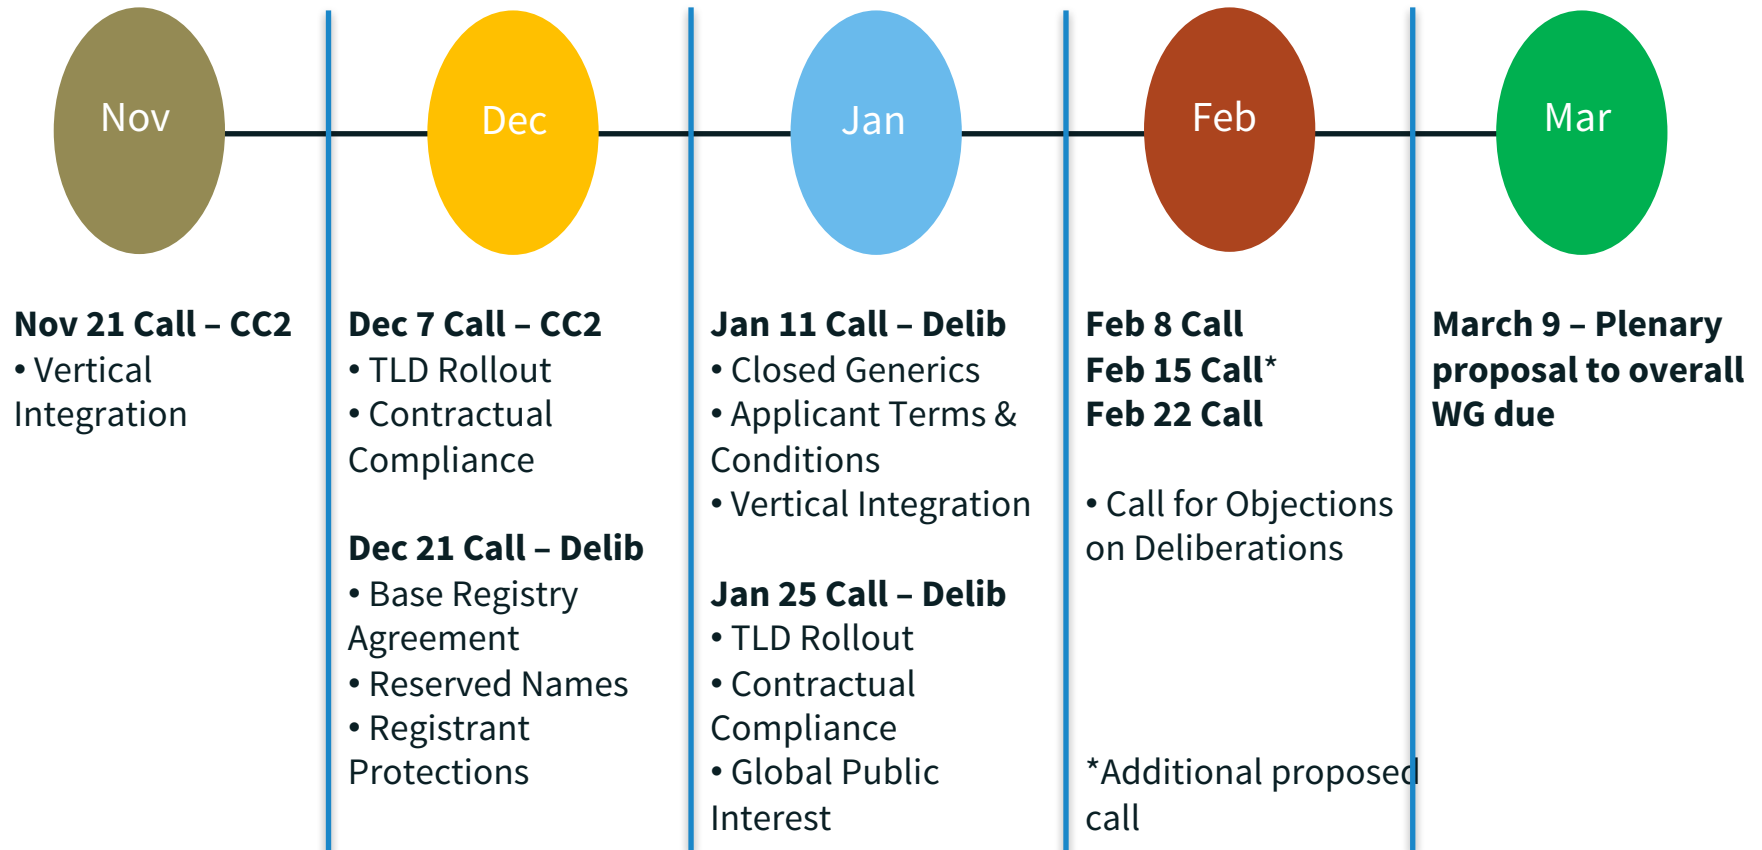 Nov
Dec
Jan
Feb
Mar
Nov 21 Call – CC2
• Vertical
Integration
Dec 7 Call – CC2
• TLD Rollout
• Contractual
Compliance
Dec 21 Call – Delib
• Base Registry
Agreement
• Reserved Names
• Registrant
Protections
Jan 11 Call – Delib
• Closed Generics
• Applicant Terms &
Conditions
• Vertical Integration
Jan 25 Call – Delib
• TLD Rollout
• Contractual
Compliance
• Global Public
Interest
Feb 8 Call
Feb 15 Call*
Feb 22 Call
• Call for Objections
on Deliberations
*Additional proposed
call
March 9 – Plenary
proposal to overall
WG due